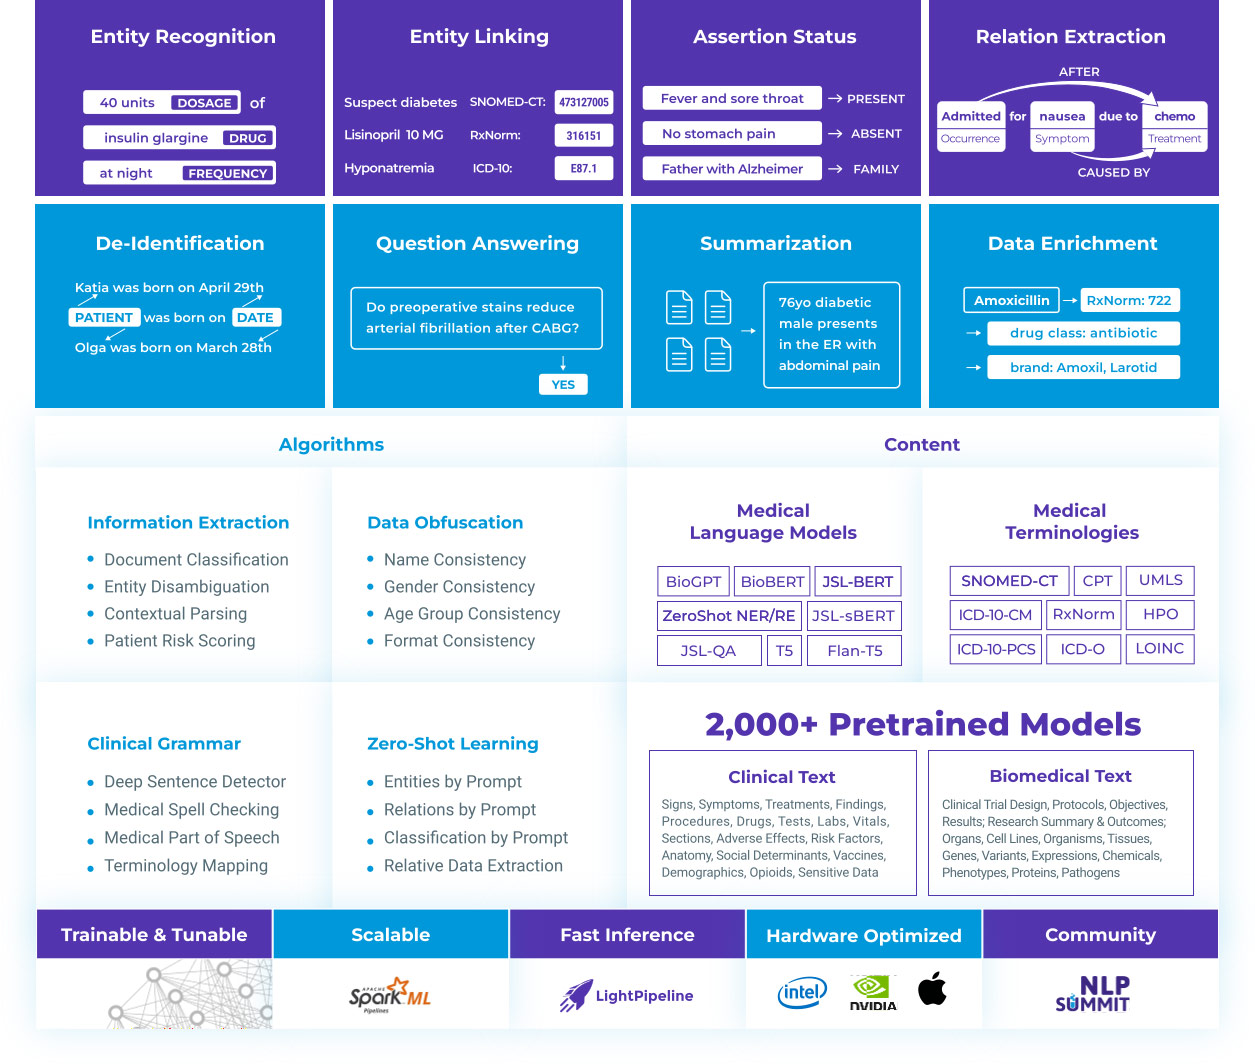 Entity Recognition
40 units DOSAGE of
insulin glargine DRUG
at night FREQUENCY
Entity Linking
Suspect diabetes SNOMED-CT: 473127005
Lisinopril 10 MG RxNorm: 316151
Hyponatremia ICD-10: E87.1
Assertion Status
Fever and sore throat PRESENT
No stomach pain ABSENT
Father with Alzheimer FAMILY
Relation Extraction
AFTER
Admitted for nausea due to chemo
Occurrence Symptom Treatment
CAUSED BY
De-Identification
Katia was born on April 29th
PATIENT was born on DATE
Olga was born on March 28th
Question Answering
Do preoperative stains reduce
arterial fibrillation after CABG?
YES
Summarization
76yo diabetic
male presents
in the ER with
abdominal pain
Data Enrichment
Amoxicillin RxNorm: 722
drug class: antibiotic
brand: Amoxil, Larotid
Algorithms
Content
Information Extraction
Document Classification
Entity Disambiguation
Contextual Parsing
Patient Risk Scoring
Data Obfuscation
Name Consistency
Gender Consistency
Age Group Consistency
Format Consistency
Medical
Language Models
BioGPT BioBERT JSL-BERT
ZeroShot NER/RE JSL-sBERT
JSL-QA T5 Flan-T5
Medical
Terminologies
SNOMED-CT CPT UMLS
ICD-10-CM RxNorm HPO
ICD-10-PCS ICD-O LOINC
Clinical Grammar
Deep Sentence Detector
Medical Spell Checking
Medical Part of Speech
Terminology Mapping
Zero-Shot Learning
Entities by Prompt
Relations by Prompt
Classification by Prompt
Relative Data Extraction
2,000+ Pretrained Models
Clinical Text
Signs, Symptoms, Treatments, Findings,
Procedures, Drugs, Tests, Labs, Vitals,
Sections, Adverse Effects, Risk Factors,
Anatomy, Social Determinants, Vaccines,
Demographics, Opioids, Sensitive Data
Biomedical Text
Clinical Trial Design, Protocols, Objectives,
Results; Research Summary & Outcomes;
Organs, Cell Lines, Organisms, Tissues,
Genes, Variants, Expressions, Chemicals,
Phenotypes, Proteins, Pathogens
Trainable & Tunable
Scalable
Fast Inference
Hardware Optimized
Community
APACHE
Spark ML
Pipelines
LightPipeline
intel
NVIDIA
NLP
SUMMIT